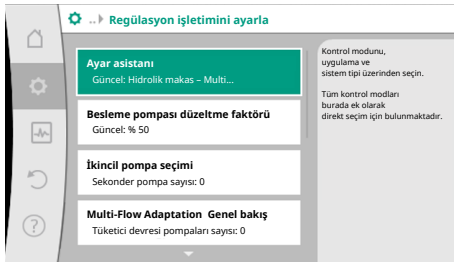 ..▶ Regülasyon işletimini ayarla
Ayar asistanı
Güncel: Hidrolik makas – Multi...
Besleme pompası düzeltme faktörü
Güncel: % 50
İkincil pompa seçimi
Sekonder pompa sayısı: 0
Multi-Flow Adaptation Genel bakış
Tüketici devresi pompaları sayısı: 0
Kontrol modunu,
uygulama ve
sistem tipi üzerinden seçin.
Tüm kontrol modları
burada ek olarak
direkt seçim için bulunmaktadır.
?